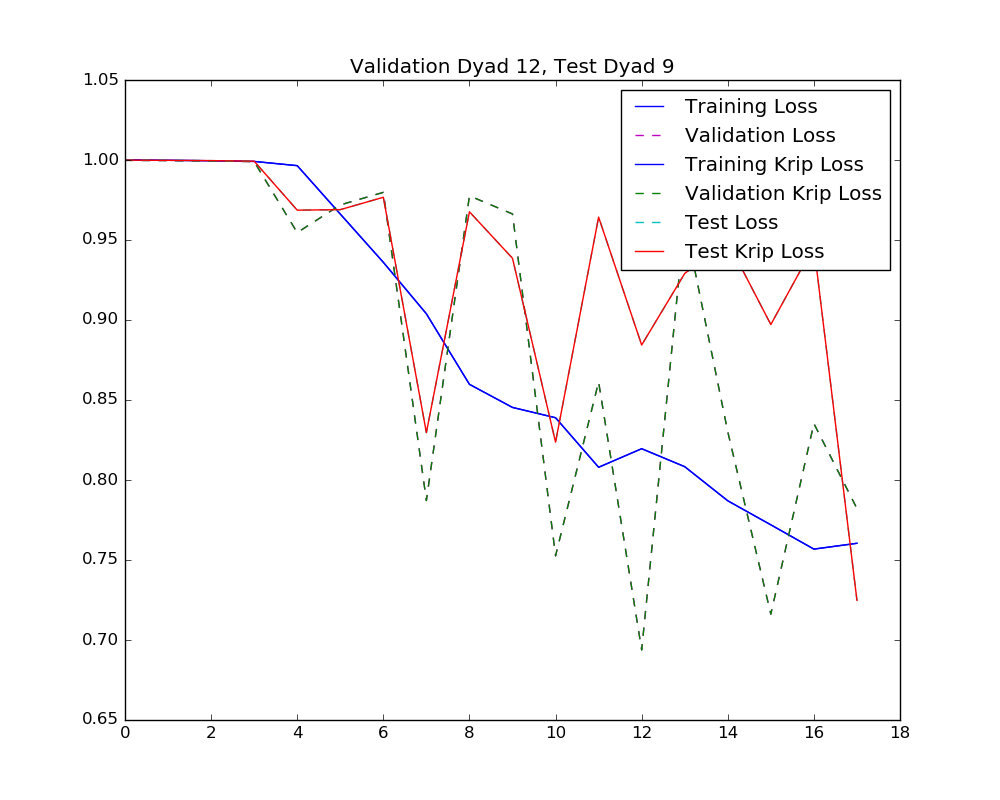 Validation Dyad 12, Test Dyad 9
1.05
1.00
0.95
0.90
0.85
0.80
0.75
0.70
0.65
Training Loss
Validation Loss
Training Krip Loss
Validation Krip Loss
Test Loss
Test Krip Loss
0 2 4 6 8 10 12 14 16 18